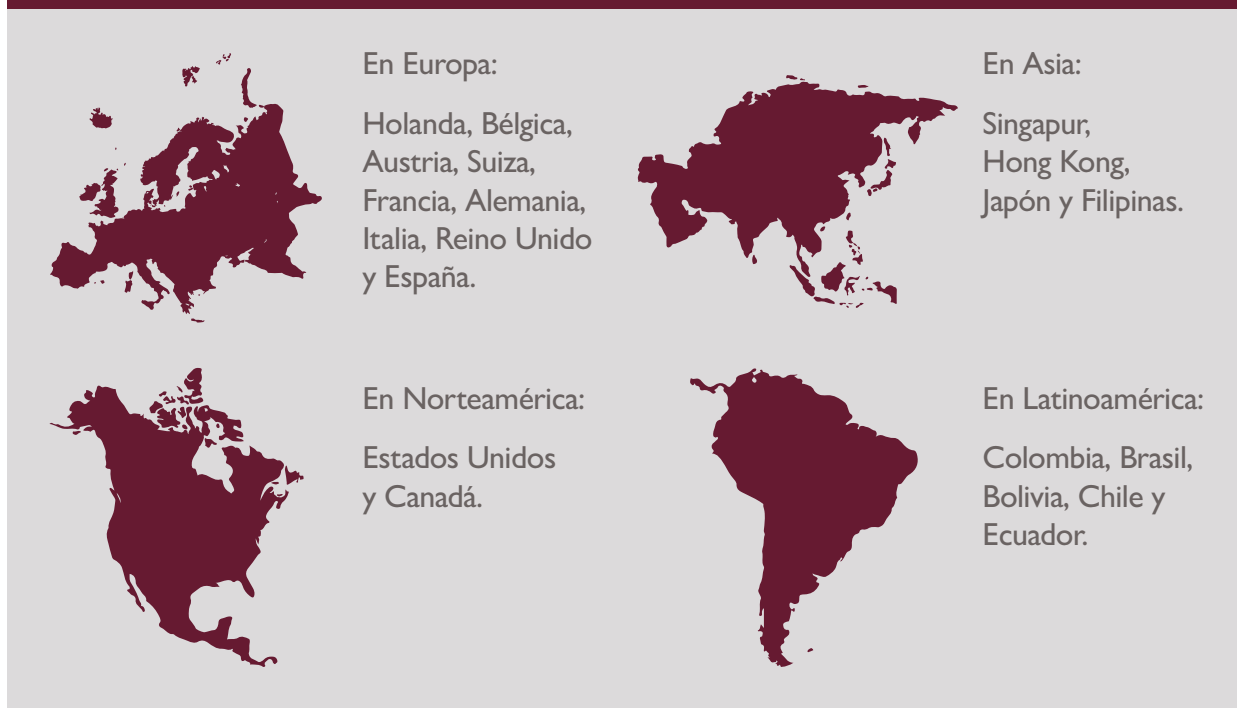 En Europa:
Holanda, Bélgica,
Austria, Suiza,
Francia, Alemania,
Italia, Reino Unido
y España.
En Asia:
Singapur,
Hong Kong,
Japón y Filipinas.
En Norteamérica:
Estados Unidos
y Canadá.
En Latinoamérica:
Colombia, Brasil,
Bolivia, Chile y
Ecuador.